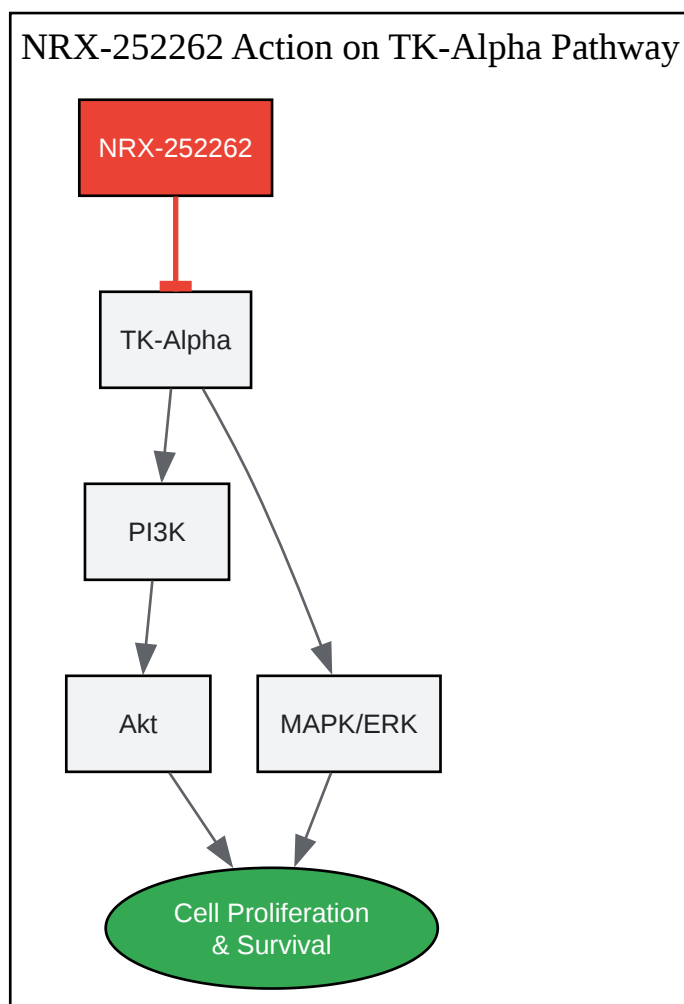 NRX-252262 Action on TK-Alpha Pathway
NRX-252262
TK-Alpha
PI3K
Akt
MAPK/ERK
Cell Proliferation
& Survival